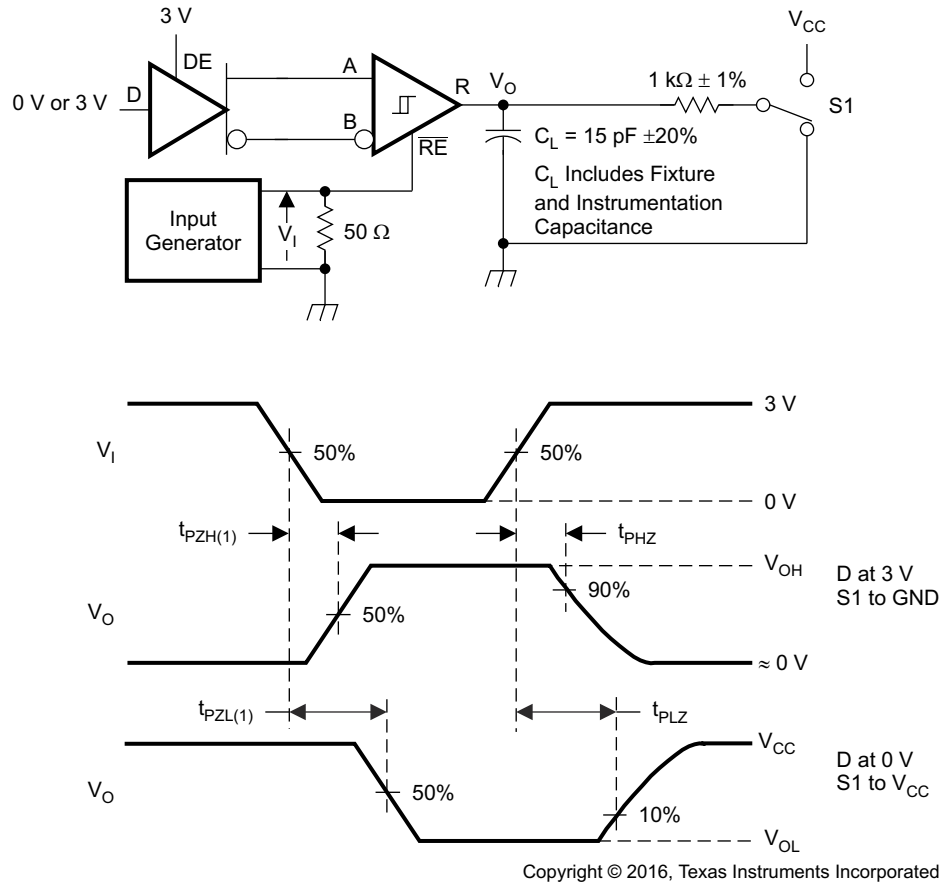 3 V
V_CC
DE
A
R
V_O
1 kΩ ± 1%
0 V or 3 V
D
S1
B
R̅E̅
C_L = 15 pF ±20%
C_L Includes Fixture
and Instrumentation
Capacitance
Input
Generator
V_I
50 Ω
3 V
V_I
50%
50%
0 V
t_PZH(1)
t_PHZ
V_OH
D at 3 V
S1 to GND
90%
V_O
50%
≈ 0 V
t_PZL(1)
t_PLZ
V_CC
D at 0 V
S1 to V_CC
V_O
50%
10%
V_OL
Copyright © 2016, Texas Instruments Incorporated